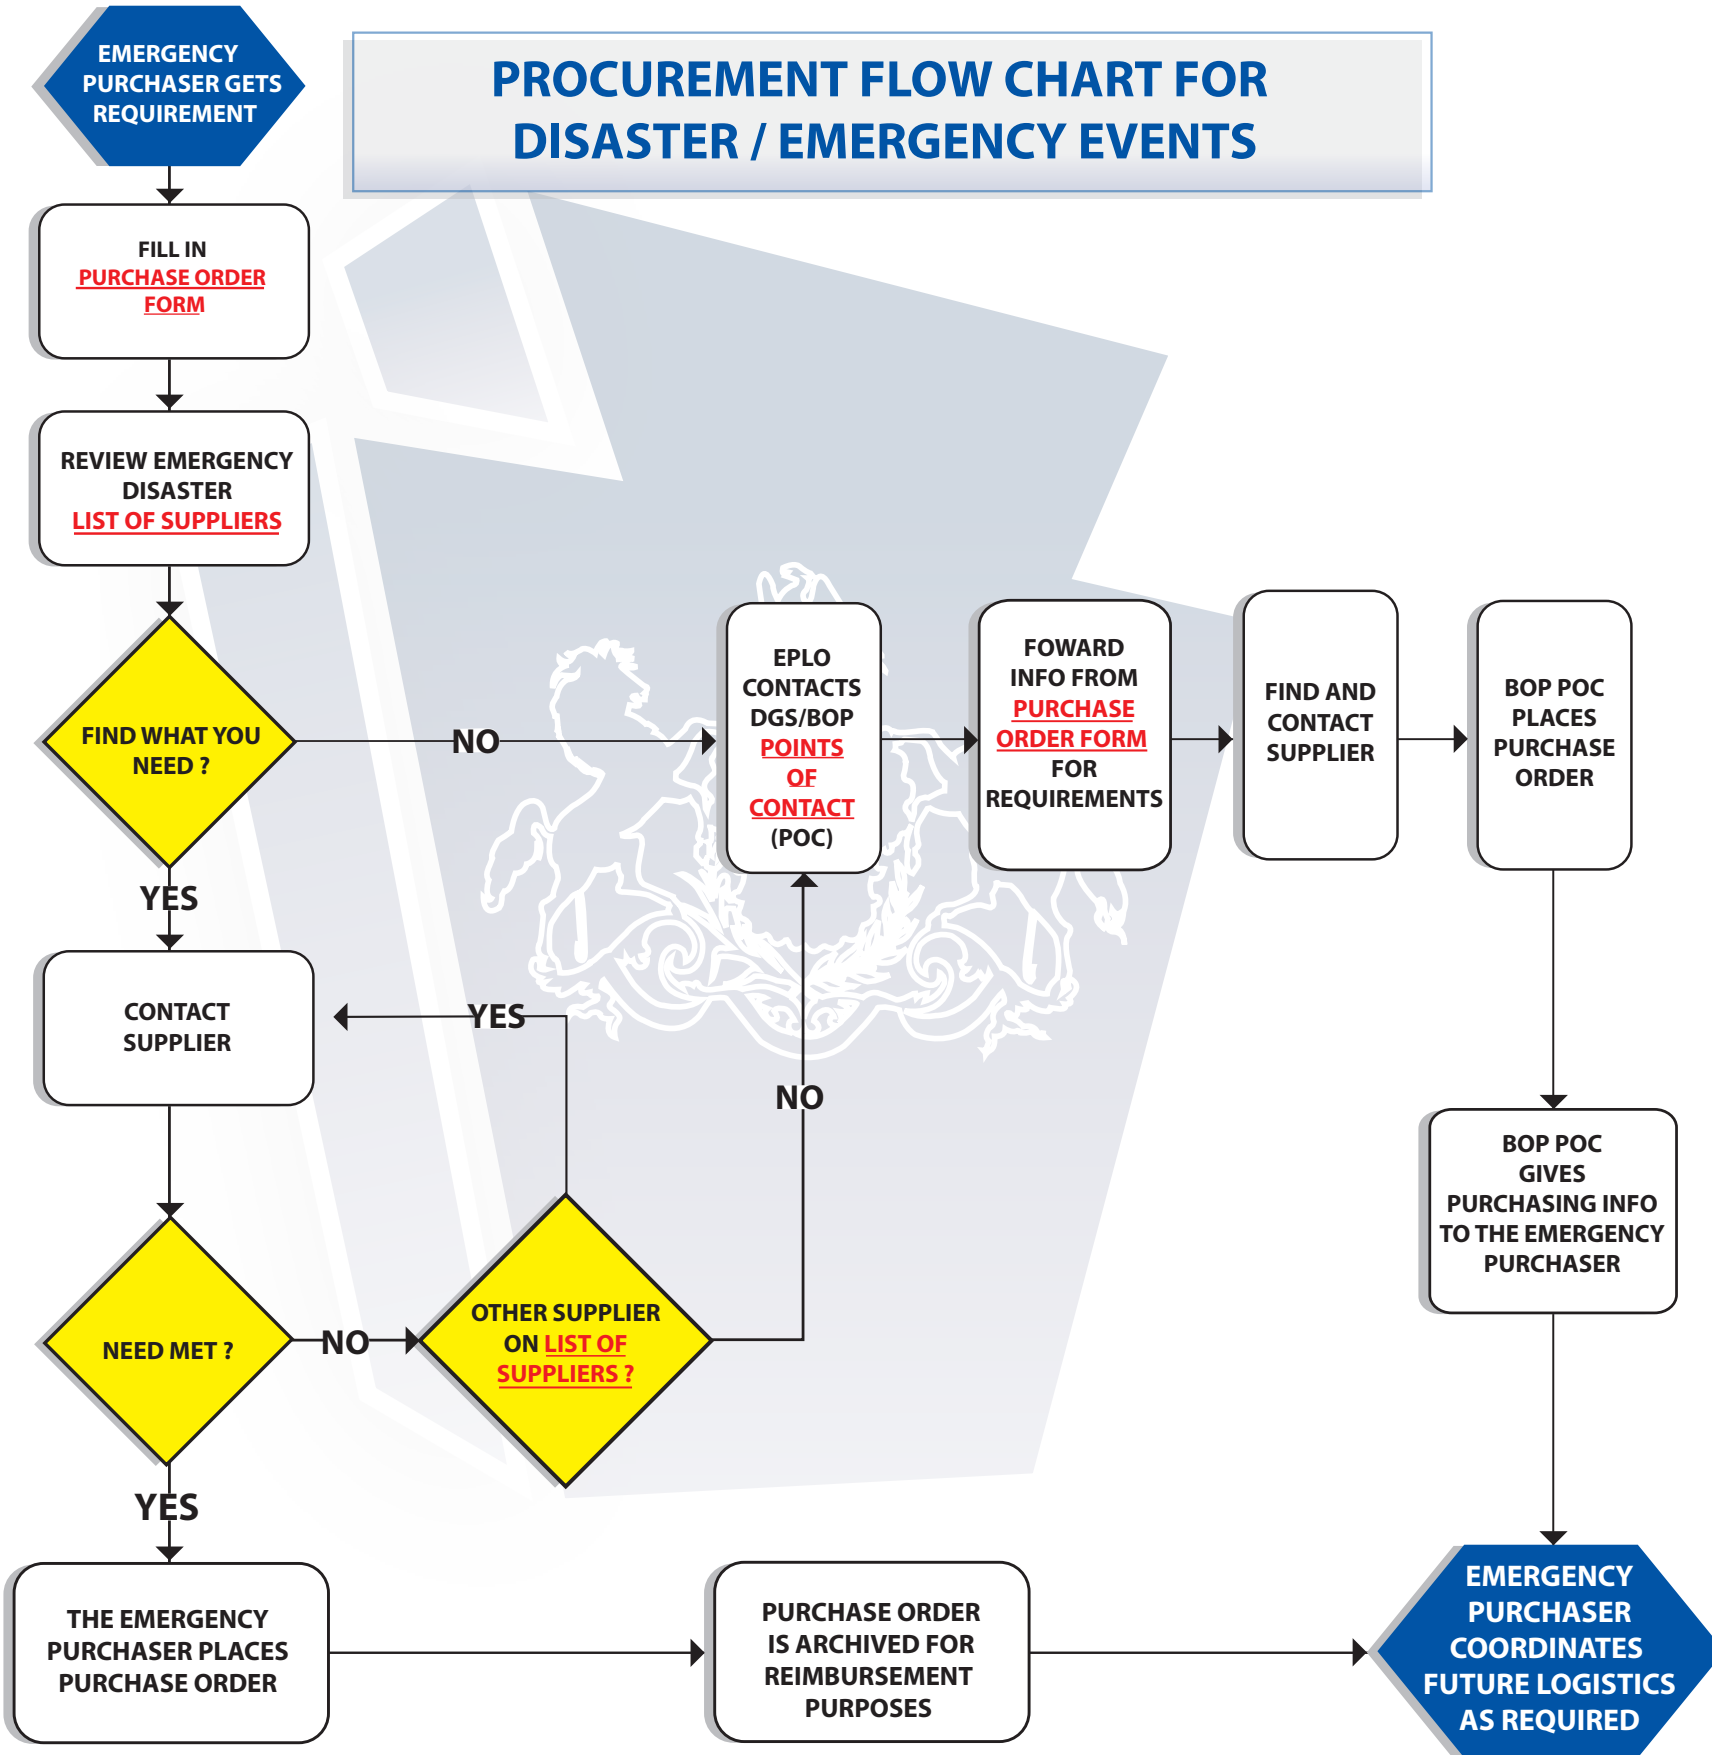 EMERGENCY
PURCHASER GETS
REQUIREMENT
PROCUREMENT FLOW CHART FOR
DISASTER / EMERGENCY EVENTS
FILL IN
PURCHASE ORDER
FORM
REVIEW EMERGENCY
DISASTER
LIST OF SUPPLIERS
FIND WHAT YOU
NEED ?
NO
EPLO
CONTACTS
DGS/BOP
POINTS
OF
CONTACT
(POC)
FOWARD
INFO FROM
PURCHASE
ORDER FORM
FOR
REQUIREMENTS
FIND AND
CONTACT
SUPPLIER
BOP POC
PLACES
PURCHASE
ORDER
YES
CONTACT
SUPPLIER
YES
NO
BOP POC
GIVES
PURCHASING INFO
TO THE EMERGENCY
PURCHASER
NEED MET ?
NO
OTHER SUPPLIER
ON LIST OF
SUPPLIERS ?
YES
THE EMERGENCY
PURCHASER PLACES
PURCHASE ORDER
PURCHASE ORDER
IS ARCHIVED FOR
REIMBURSEMENT
PURPOSES
EMERGENCY
PURCHASER
COORDINATES
FUTURE LOGISTICS
AS REQUIRED